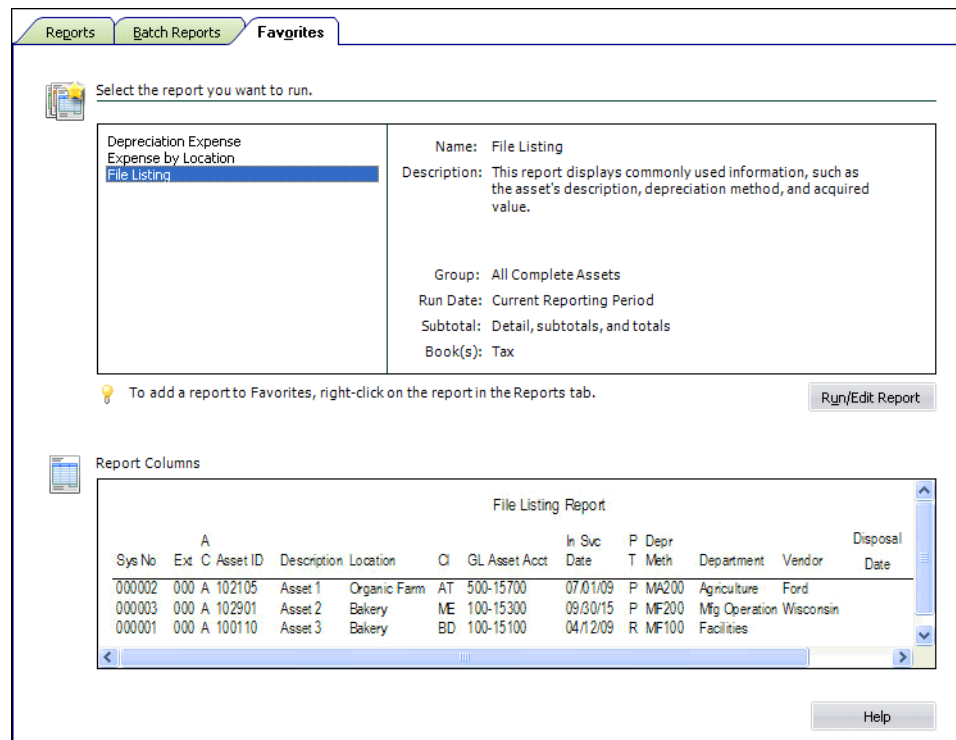 Reports Batch Reports Favorites
Select the report you want to run.
Depreciation Expense
Expense by Location
File Listing
Name: File Listing
Description: This report displays commonly used information, such as
the asset's description, depreciation method, and acquired
value.
Group: All Complete Assets
Run Date: Current Reporting Period
Subtotal: Detail, subtotals, and totals
Book(s): Tax
To add a report to Favorites, right-click on the report in the Reports tab.
Run/Edit Report
Report Columns
File Listing Report
A In Svc P Depr Disposal
Sys No Ext C Asset ID Description Location Cl GL Asset Acct Date T Meth Department Vendor Date
000002 000 A 102105 Asset 1 Organic Farm AT 500-15700 07/01/09 P MA200 Agriculture Ford
000003 000 A 102901 Asset 2 Bakery ME 100-15300 09/30/15 P MF200 Mfg Operation Wisconsin
000001 000 A 100110 Asset 3 Bakery BD 100-15100 04/12/09 R MF100 Facilities
Help